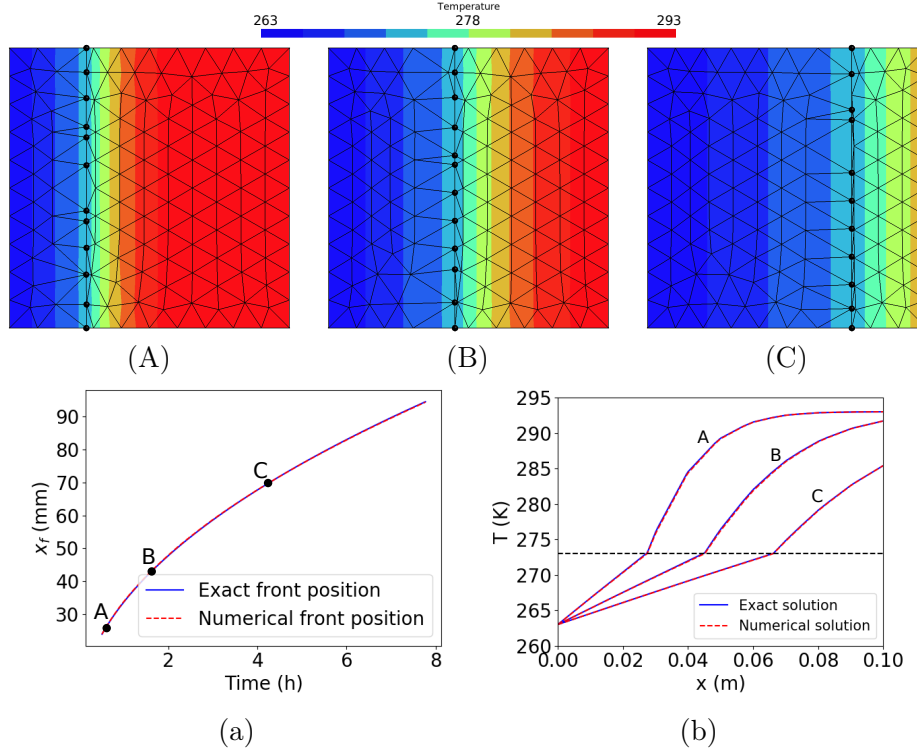 Temperature
263 278 293
(A) (B) (C)
90
80
70
60
50
40
30
x_f (mm)
A
B
C
Exact front position
Numerical front position
2 4 6 8
Time (h)
(a)
295
290
285
280
275
270
265
260
T (K)
A
B
C
Exact solution
Numerical solution
0.00 0.02 0.04 0.06 0.08 0.10
x (m)
(b)